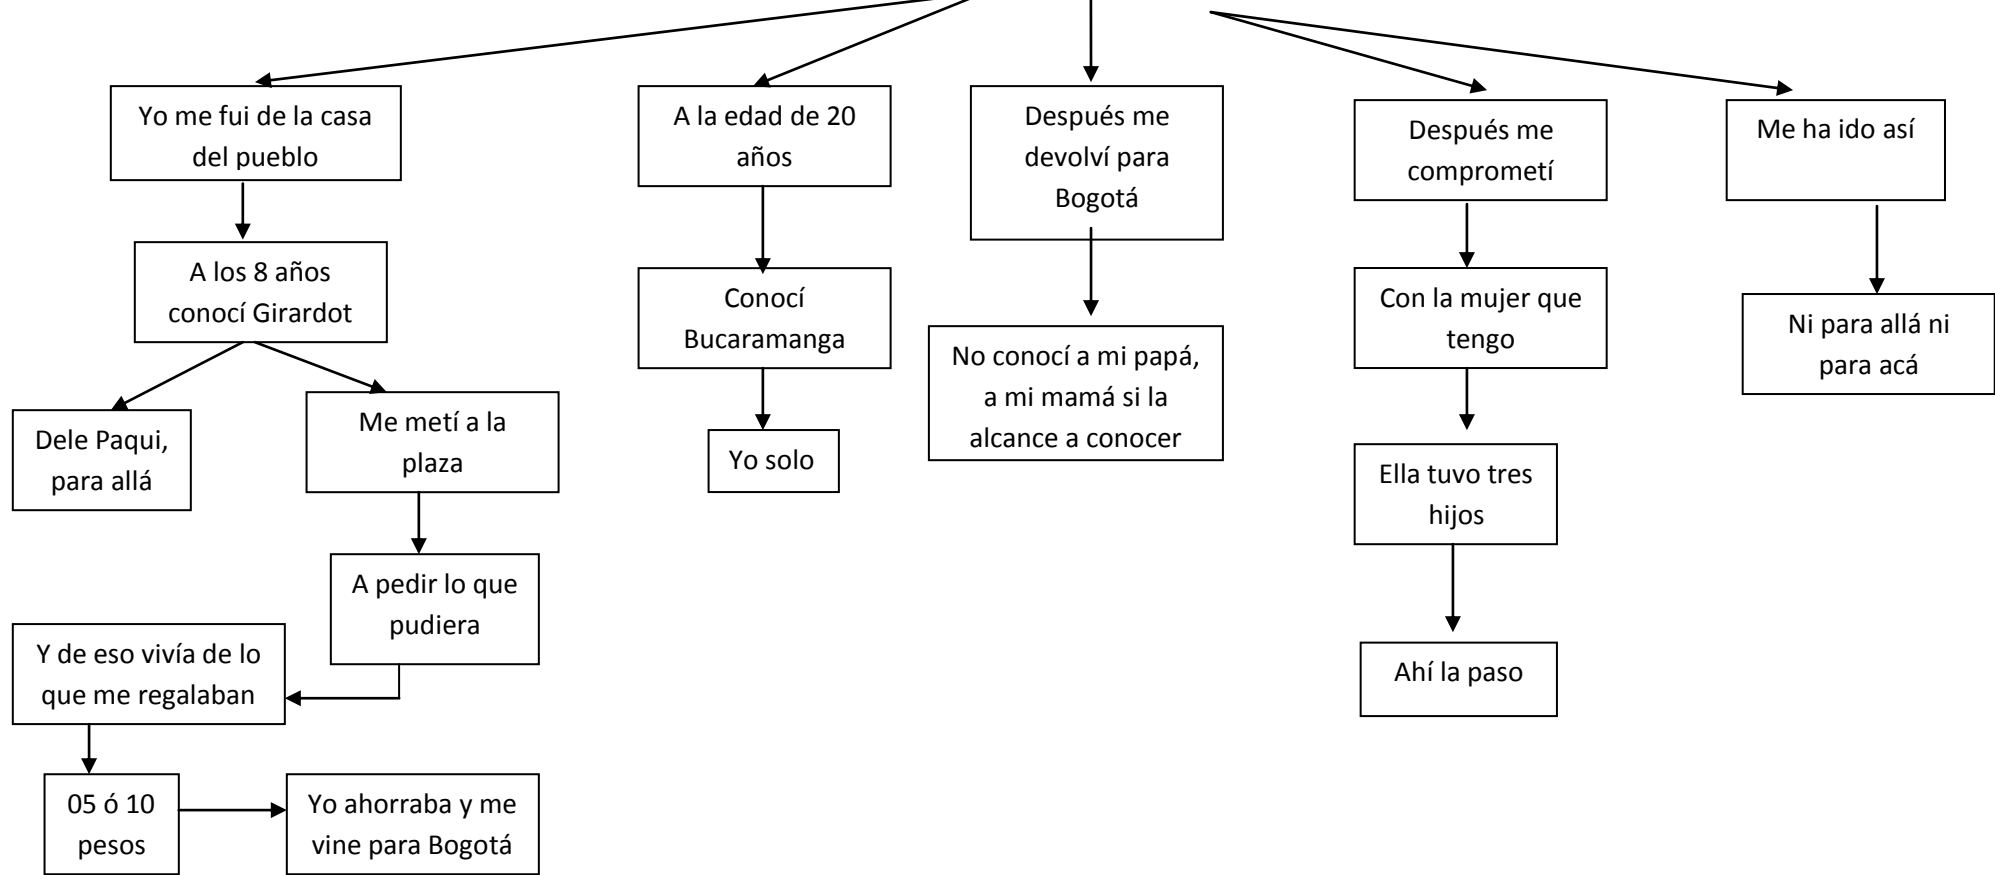 Yo me fui de la casa
del pueblo
A los 8 años
conocí Girardot
Dele Paqui,
para allá
Me metí a la
plaza
A pedir lo que
pudiera
Y de eso vivía de lo
que me regalaban
05 ó 10
pesos
Yo ahorraba y me
vine para Bogotá
A la edad de 20
años
Conocí
Bucaramanga
Yo solo
Después me
devolví para
Bogotá
No conocí a mi papá,
a mi mamá si la
alcance a conocer
Después me
comprometí
Con la mujer que
tengo
Ella tuvo tres
hijos
Ahí la paso
Me ha ido así
Ni para allá ni
para acá